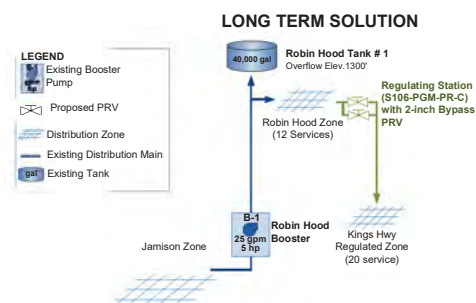 LONG TERM SOLUTION
LEGEND
gpm
hp
Existing Booster
Pump
Proposed PRV
Distribution Zone
Existing Distribution Main
gal
Existing Tank
40,000 gal
Robin Hood Tank # 1
Overflow Elev.1300'
Robin Hood Zone
(12 Services)
Regulating Station
(S106-PGM-PR-C)
with 2-inch Bypass
PRV
B-1
25 gpm
5 hp
Robin Hood
Booster
Jamison Zone
Kings Hwy
Regulated Zone
(20 service)